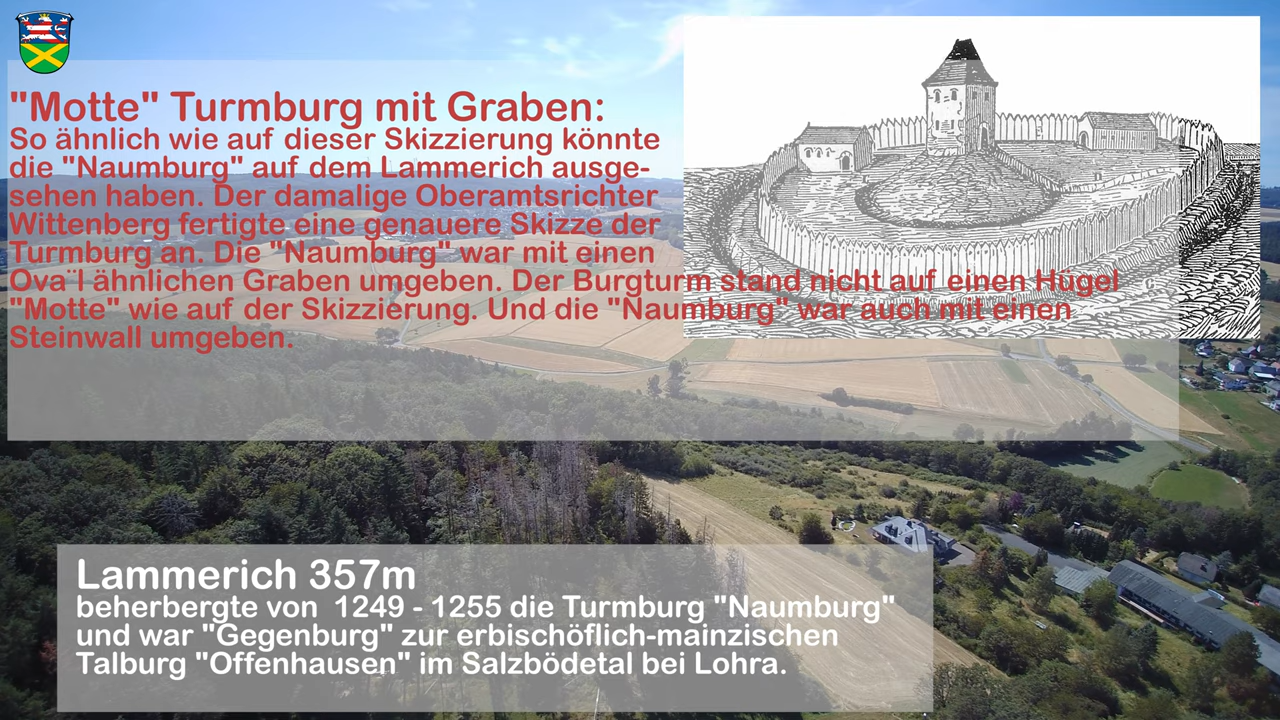 "Motte" Turmburg mit Graben:
So ähnlich wie auf dieser Skizzierung könnte
die "Naumburg" auf dem Lammerich ausge-
sehen haben. Der damalige Oberamtsrichter
Wittenberg fertigte eine genauere Skizze der
Turmburg an. Die "Naumburg" war mit einen
Ova¨l ähnlichen Graben umgeben. Der Burgturm stand nicht auf einen Hügel
"Motte" wie auf der Skizzierung. Und die "Naumburg" war auch mit einen
Steinwall umgeben.
Lammerich 357m
beherbergte von 1249 - 1255 die Turmburg "Naumburg"
und war "Gegenburg" zur erbischöflich-mainzischen
Talburg "Offenhausen" im Salzbödetal bei Lohra.